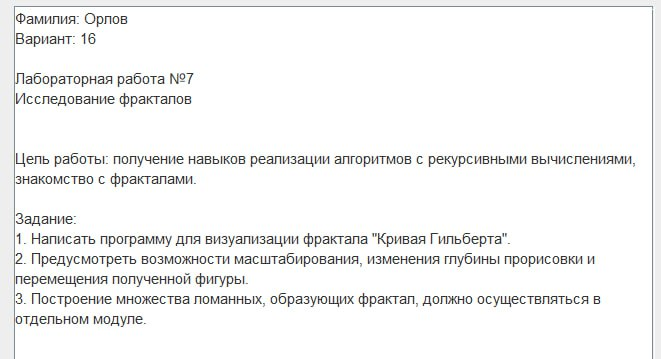 Фамилия: Орлов
Вариант: 16
Лабораторная работа №7
Исследование фракталов
Цель работы: получение навыков реализации алгоритмов с рекурсивными вычислениями,
знакомство с фракталами.
Задание:
1. Написать программу для визуализации фрактала "Кривая Гильберта".
2. Предусмотреть возможности масштабирования, изменения глубины прорисовки и
перемещения полученной фигуры.
3. Построение множества ломанных, образующих фрактал, должно осуществляться в
отдельном модуле.